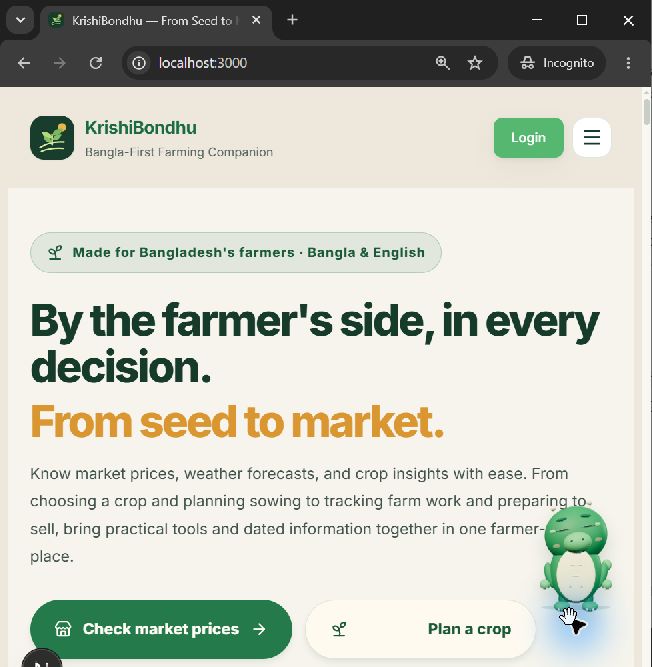 KrishiBondhu — From Seed to
localhost:3000
Incognito
KrishiBondhu
Bangla-First Farming Companion
Login
Made for Bangladesh's farmers · Bangla & English
By the farmer's side, in every
decision.
From seed to market.
Know market prices, weather forecasts, and crop insights with ease. From
choosing a crop and planning sowing to tracking farm work and preparing to
sell, bring practical tools and dated information together in one farmer-
place.
Check market prices →
Plan a crop